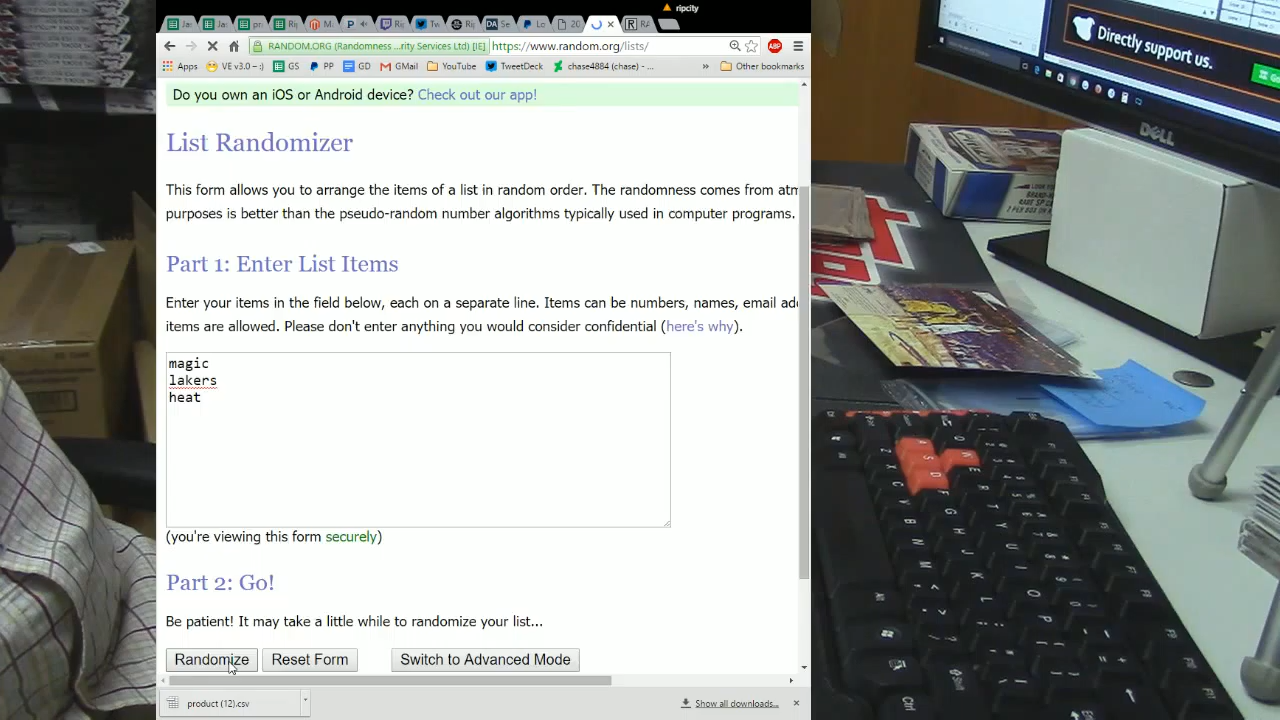 ripcity
RANDOM.ORG (Randomness ...rity Services Ltd) [IE] https://www.random.org/lists/
Apps VE v3.0 – :) GS PP GD GMail YouTube TweetDeck chase4884 (chase) - ... » Other bookmarks
Do you own an iOS or Android device? Check out our app!
List Randomizer
This form allows you to arrange the items of a list in random order. The randomness comes from atm
purposes is better than the pseudo-random number algorithms typically used in computer programs.
Part 1: Enter List Items
Enter your items in the field below, each on a separate line. Items can be numbers, names, email add
items are allowed. Please don't enter anything you would consider confidential (here's why).
magic
lakers
heat
(you're viewing this form securely)
Part 2: Go!
Be patient! It may take a little while to randomize your list...
Randomize Reset Form Switch to Advanced Mode
product (12).csv Show all downloads...
Directly support us.
DELL